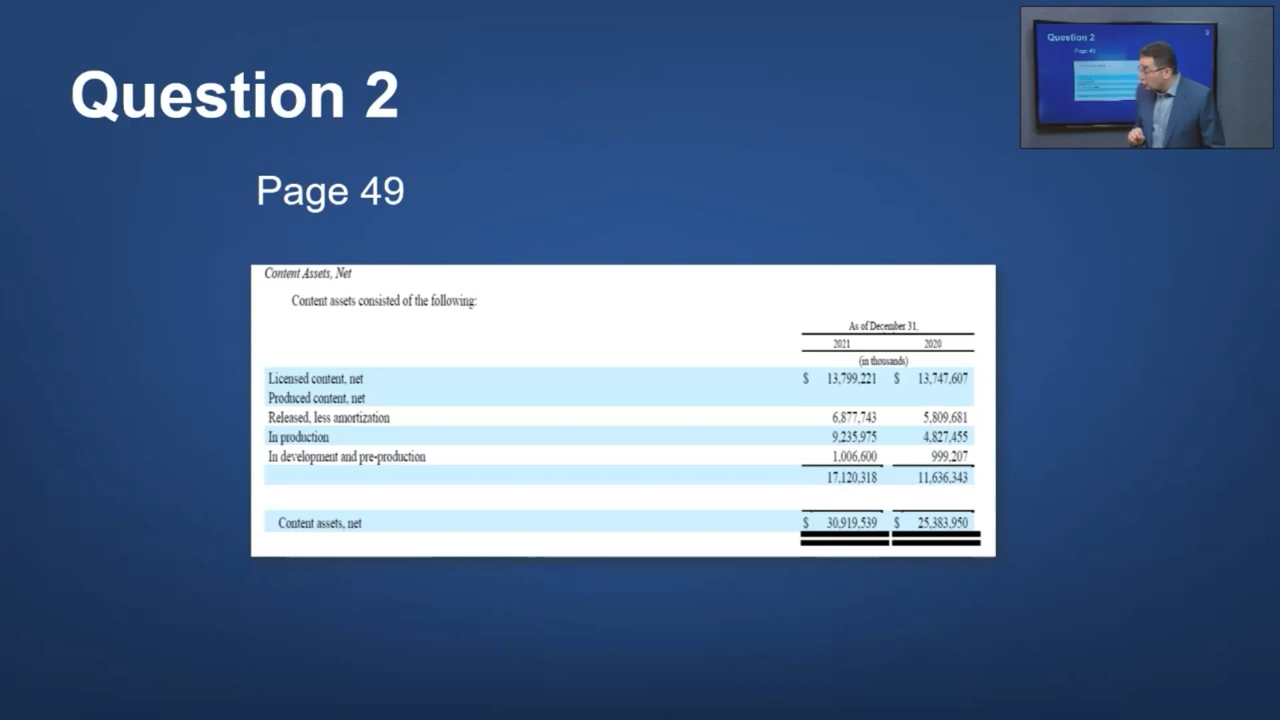 Question 2
Page 49
Content Assets, Net
Content assets consisted of the following:
As of December 31,
2021 2020
(in thousands)
Licensed content, net $ 13,799,221 $ 13,747,607
Produced content, net
Released, less amortization 6,877,743 5,809,681
In production 9,235,975 4,827,455
In development and pre-production 1,006,600 999,207
17,120,318 11,636,343
Content assets, net $ 30,919,539 $ 25,383,950
Question 2
Page 49